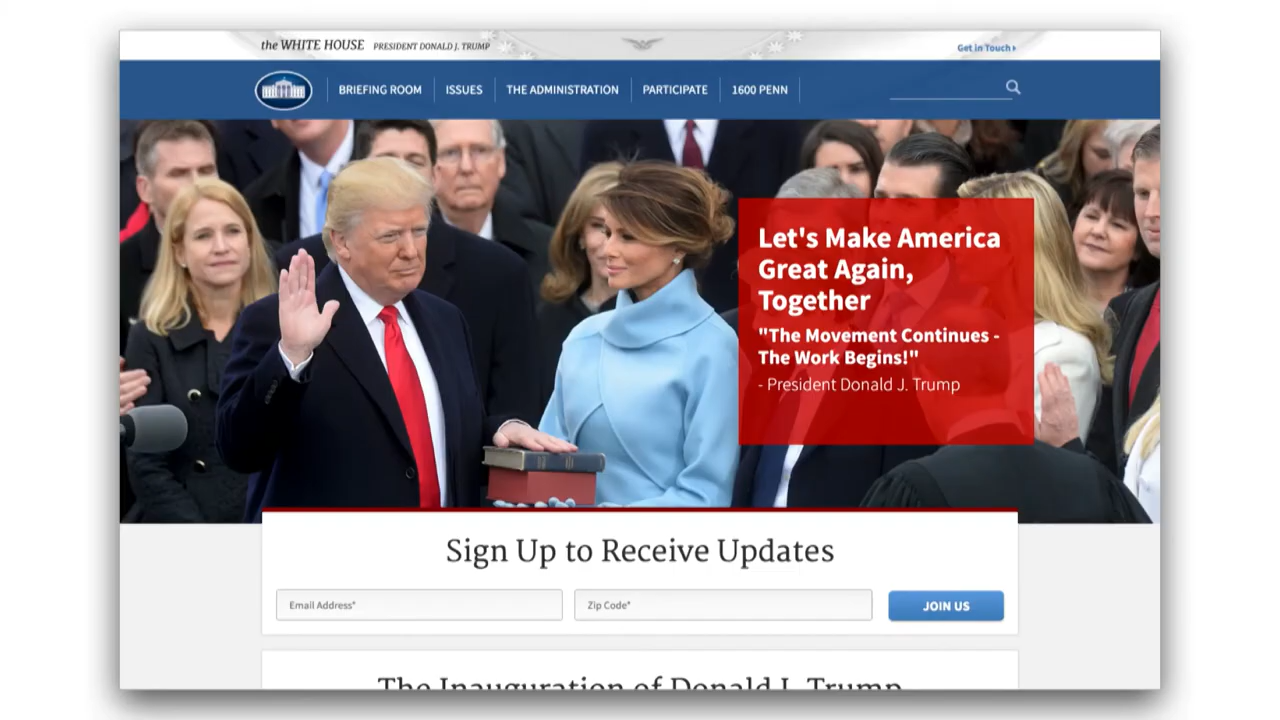 the WHITE HOUSE PRESIDENT DONALD J. TRUMP
Get in Touch
BRIEFING ROOM ISSUES THE ADMINISTRATION PARTICIPATE 1600 PENN
Let's Make America
Great Again,
Together
"The Movement Continues -
The Work Begins!"
- President Donald J. Trump
Sign Up to Receive Updates
Email Address* Zip Code* JOIN US
The Inauguration of Donald J. Trump